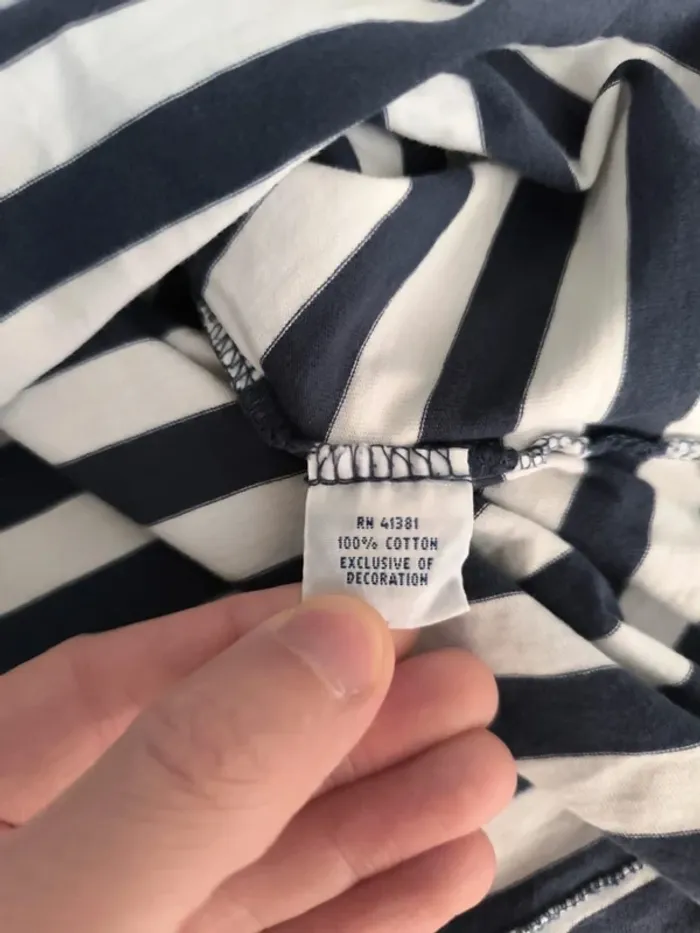 RN 41381
100% COTTON
EXCLUSIVE OF
DECORATION